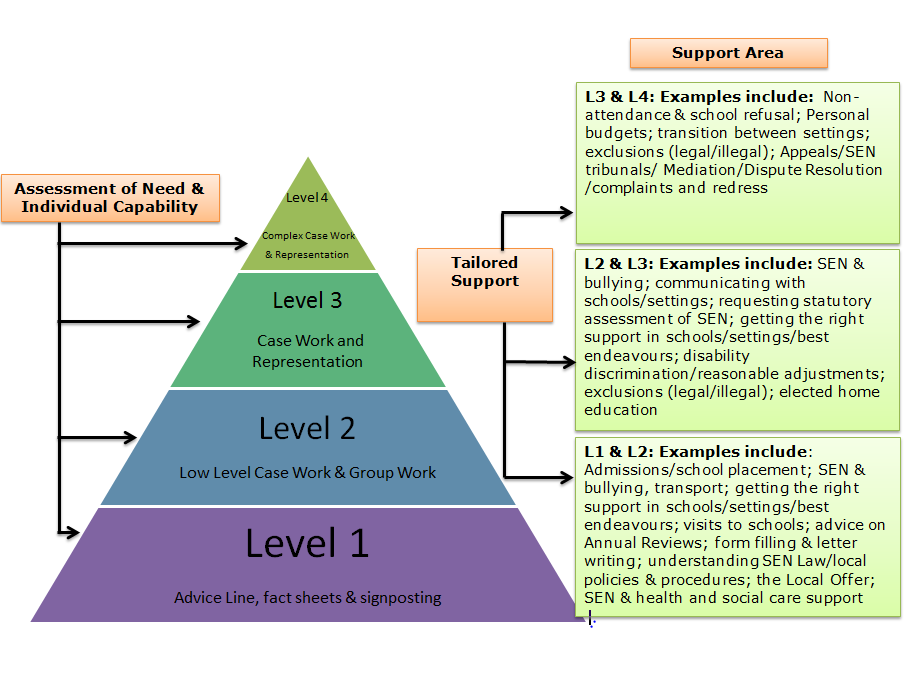 Support Area
L3 & L4: Examples include:  Non-
attendance & school refusal; Personal
budgets; transition between settings;
exclusions (legal/illegal); Appeals/SEN
tribunals/ Mediation/Dispute Resolution
/complaints and redress
Assessment of Need &
Individual Capability
Level 4
Complex Case Work
& Representation
Tailored
Support
L2 & L3: Examples include: SEN &
bullying; communicating with
schools/settings; requesting statutory
assessment of SEN; getting the right
support in schools/settings/best
endeavours; disability
discrimination/reasonable adjustments;
exclusions (legal/illegal); elected home
education
Level 3
Case Work and
Representation
Level 2
Low Level Case Work & Group Work
L1 & L2: Examples include:
Admissions/school placement; SEN &
bullying, transport; getting the right
support in schools/settings/best
endeavours; visits to schools; advice on
Annual Reviews; form filling & letter
writing; understanding SEN Law/local
policies & procedures; the Local Offer;
SEN & health and social care support
Level 1
Advice Line, fact sheets & signposting